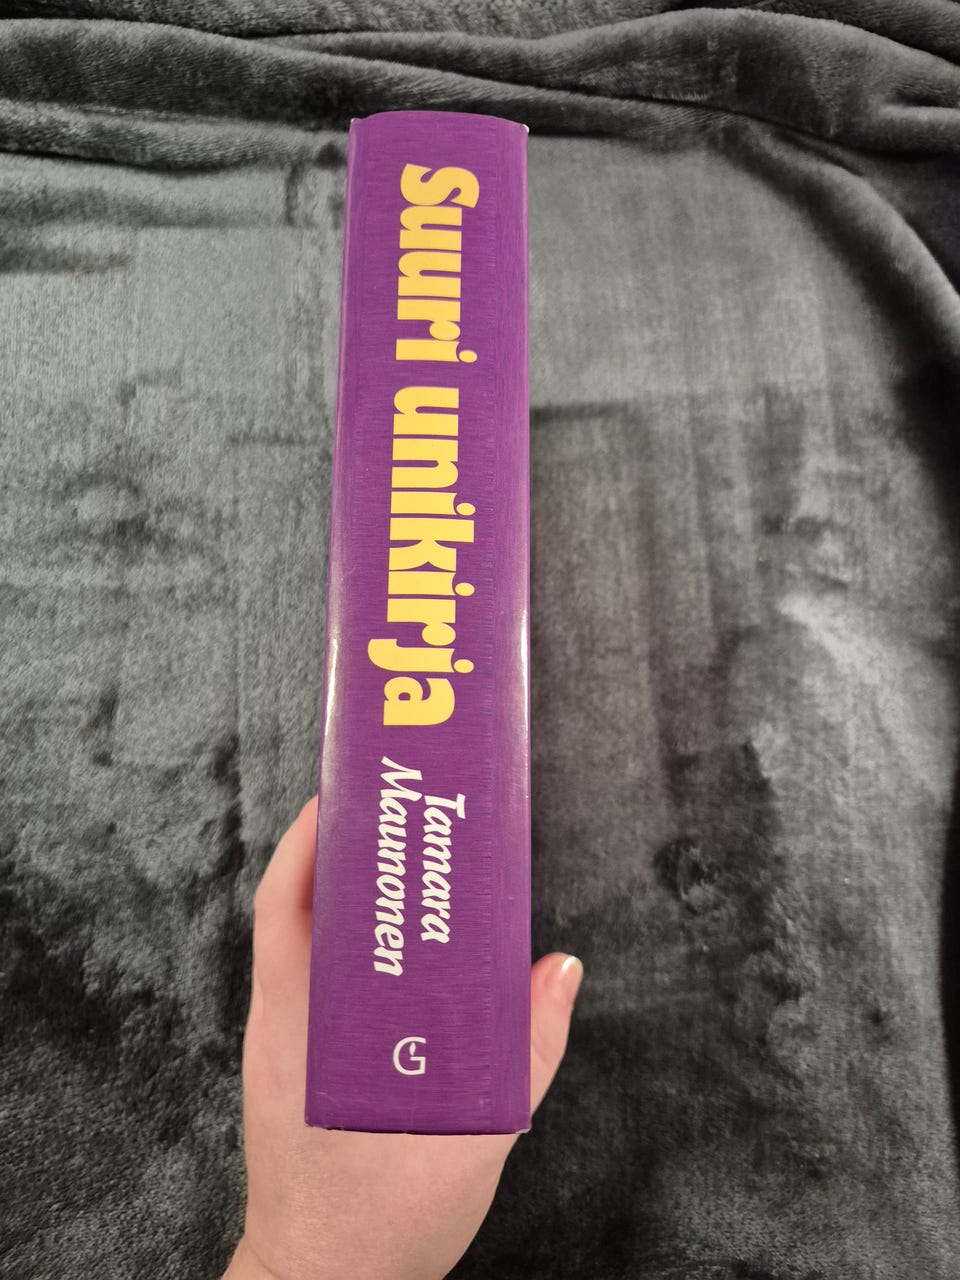 Suuri unikirja
Tamara
Maunonen
G